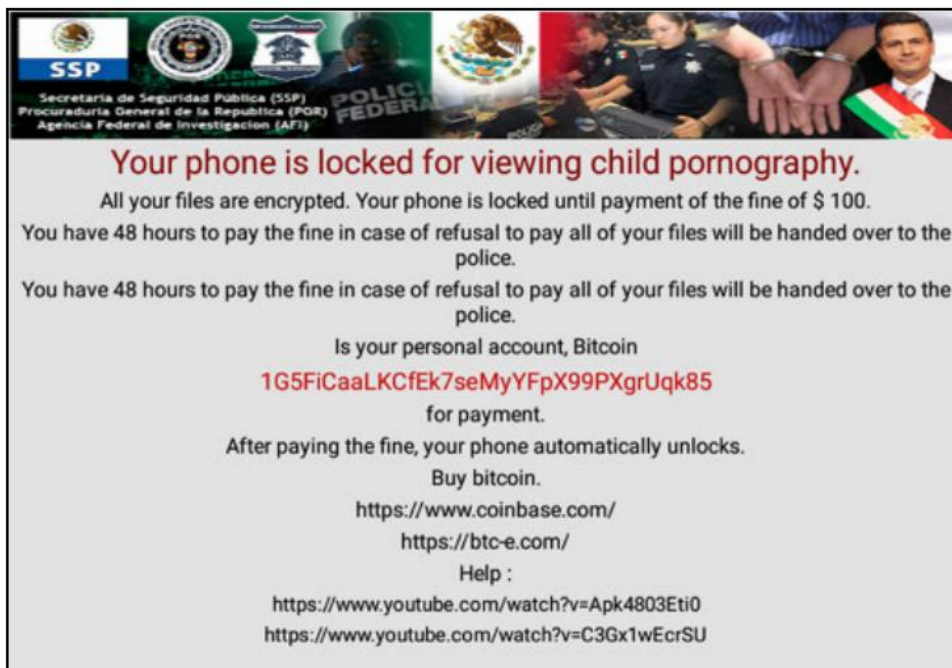 SSP
PGR
AFI
Secretaria de Seguridad Pública (SSP)
Procuraduria General de la Republica (PGR)
Agencia Federal de Investigacion (AFI)
POLICIA
FEDERAL
Your phone is locked for viewing child pornography.
All your files are encrypted. Your phone is locked until payment of the fine of $ 100.
You have 48 hours to pay the fine in case of refusal to pay all of your files will be handed over to the
police.
You have 48 hours to pay the fine in case of refusal to pay all of your files will be handed over to the
police.
Is your personal account, Bitcoin
1G5FiCaaLKCfEk7seMyYFpX99PXgrUqk85
for payment.
After paying the fine, your phone automatically unlocks.
Buy bitcoin.
https://www.coinbase.com/
https://btc-e.com/
Help :
https://www.youtube.com/watch?v=Apk4803Eti0
https://www.youtube.com/watch?v=C3Gx1wEcrSU